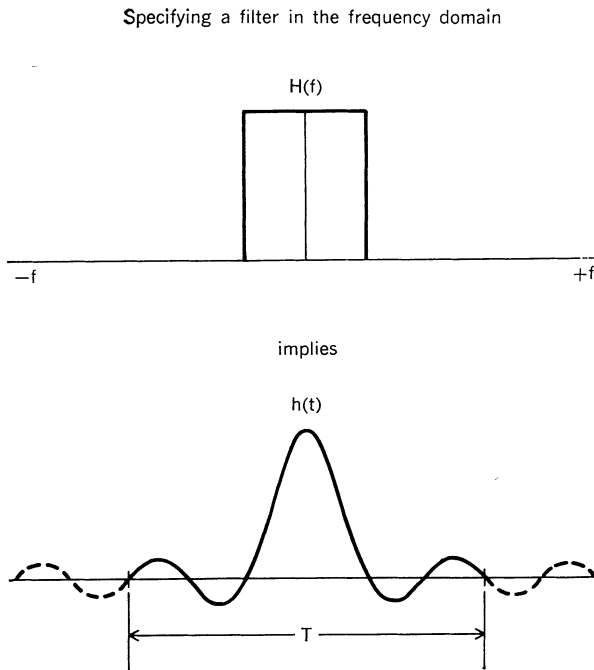 Specifying a filter in the frequency domain
H(f)
—f
+f
implies
h(t)
T